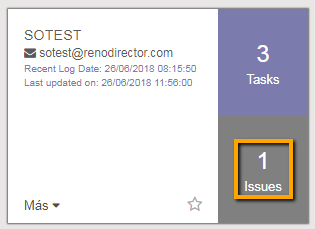 SOTEST
sotest@renodirector.com
Recent Log Date: 26/06/2018 08:15:50
Last updated on: 26/06/2018 11:56:00
Más
3
Tasks
1
Issues